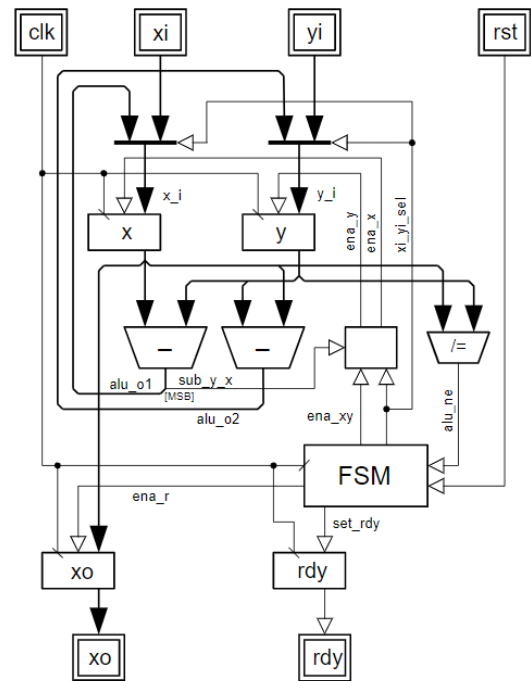 clk
xi
yi
rst
x_i
y_i
ena_y
ena_x
xi_yi_sel
x
y
–
–
/=
alu_o1
sub_y_x
[MSB]
alu_o2
ena_xy
alu_ne
FSM
ena_r
set_rdy
xo
rdy
xo
rdy